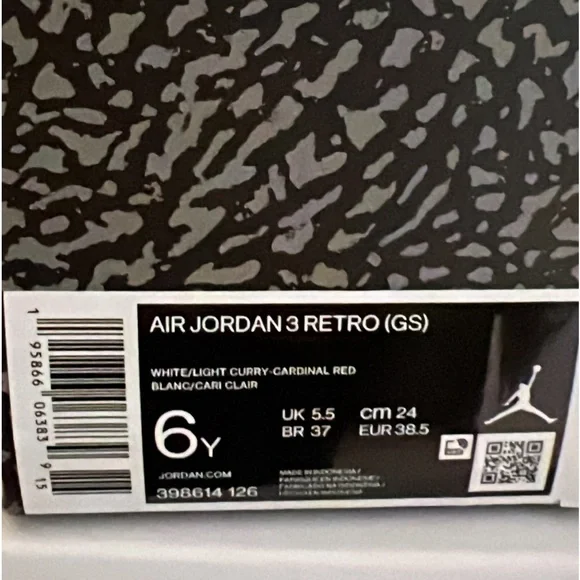 AIR JORDAN 3 RETRO (GS)
WHITE/LIGHT CURRY-CARDINAL RED
BLANC/CARI CLAIR
6Y
UK 5.5 cm 24
BR 37 EUR 38.5
JORDAN.COM
398614 126
MADE IN INDONESIA /
1 95866 06383 9 15